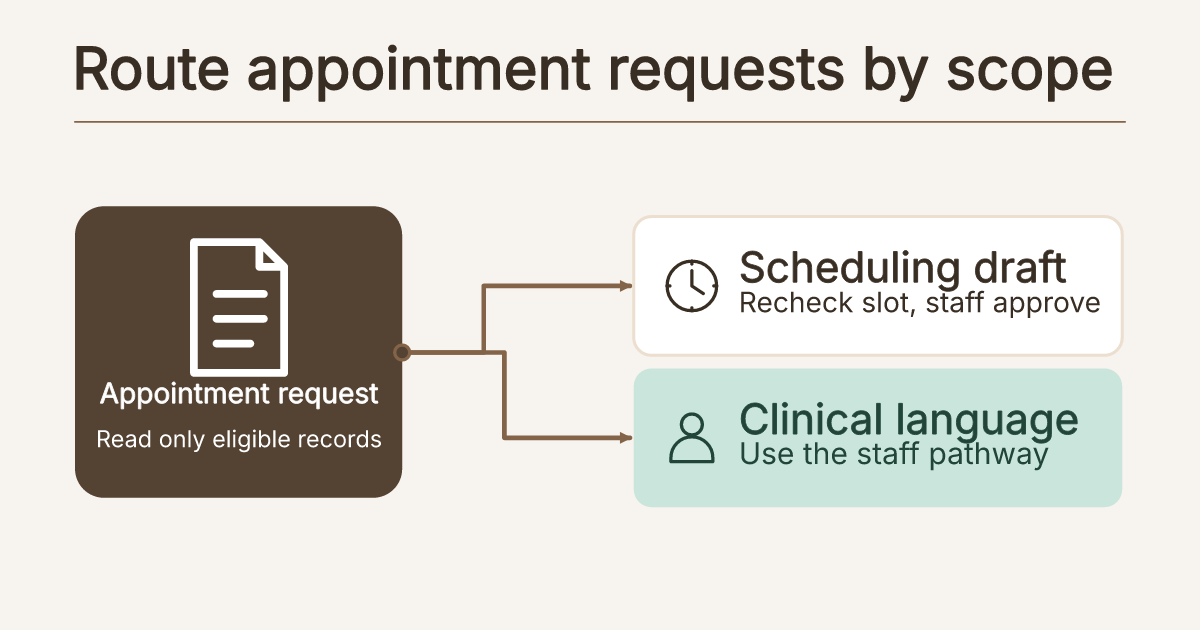 Route appointment requests by scope
Appointment request
Read only eligible records
Scheduling draft
Recheck slot, staff approve
Clinical language
Use the staff pathway